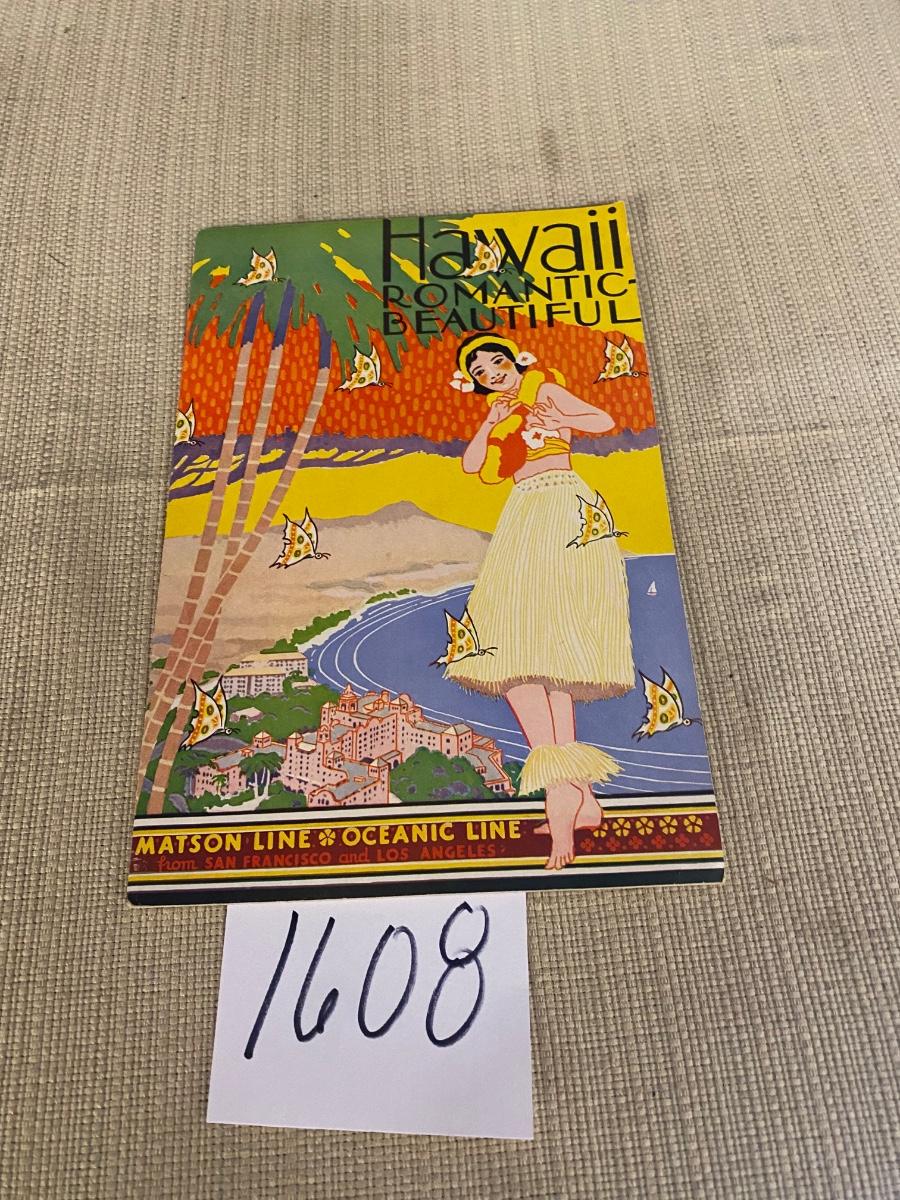 Hawaii
ROMANTIC-
BEAUTIFUL
MATSON LINE OCEANIC LINE
from SAN FRANCISCO and LOS ANGELES
1608